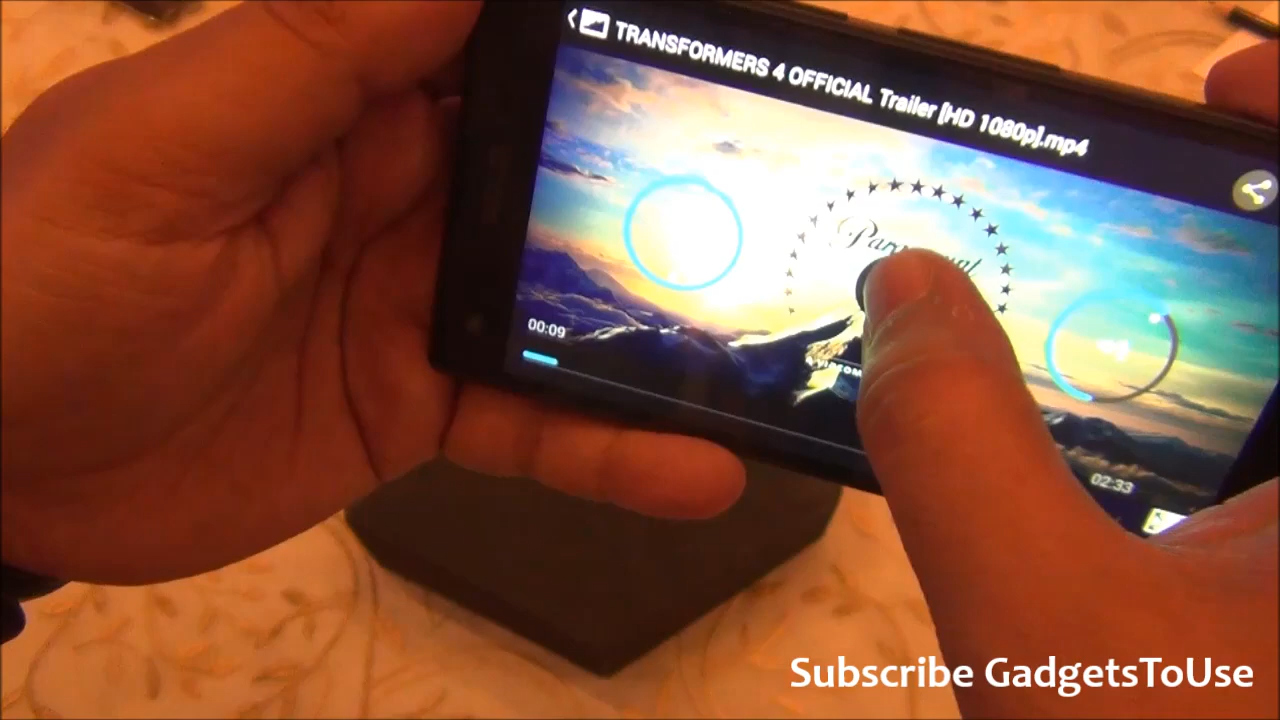 TRANSFORMERS 4 OFFICIAL Trailer [HD 1080p].mp4
00:09
02:33
Subscribe GadgetsToUse